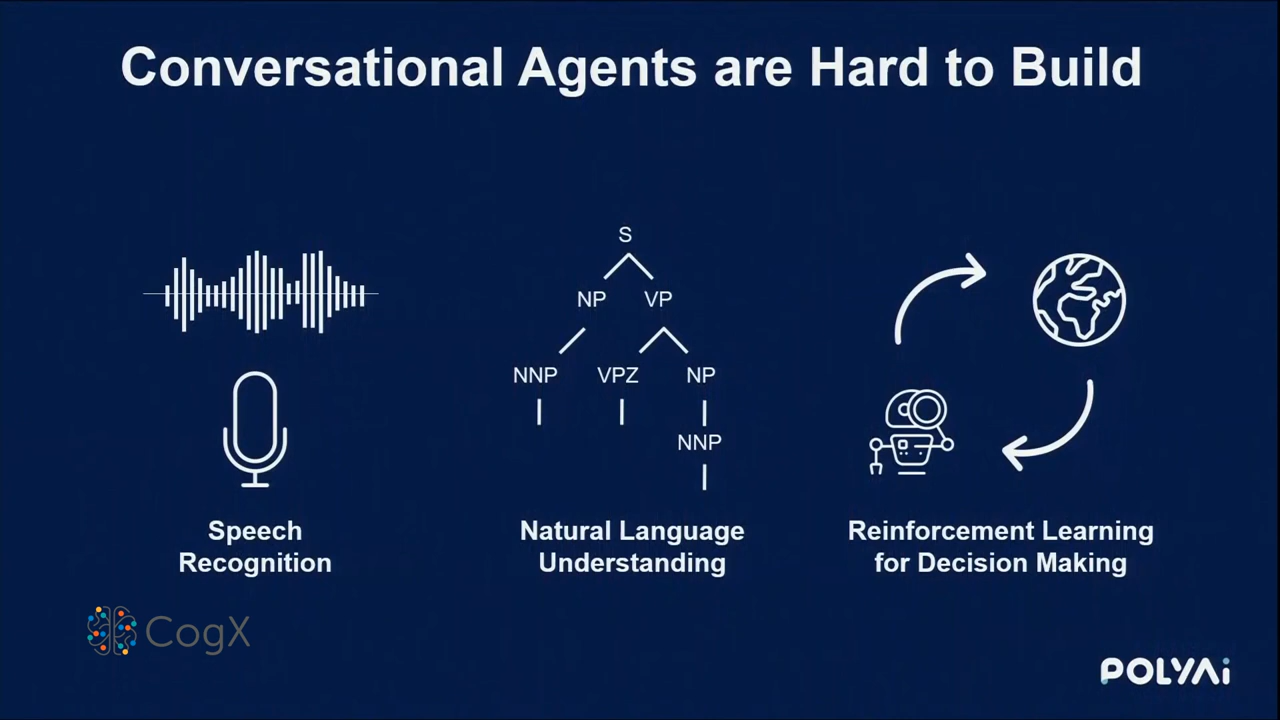 Conversational Agents are Hard to Build
S
NP VP
NNP VPZ NP
NNP
Speech
Recognition
Natural Language
Understanding
Reinforcement Learning
for Decision Making
CogX
POLYAi